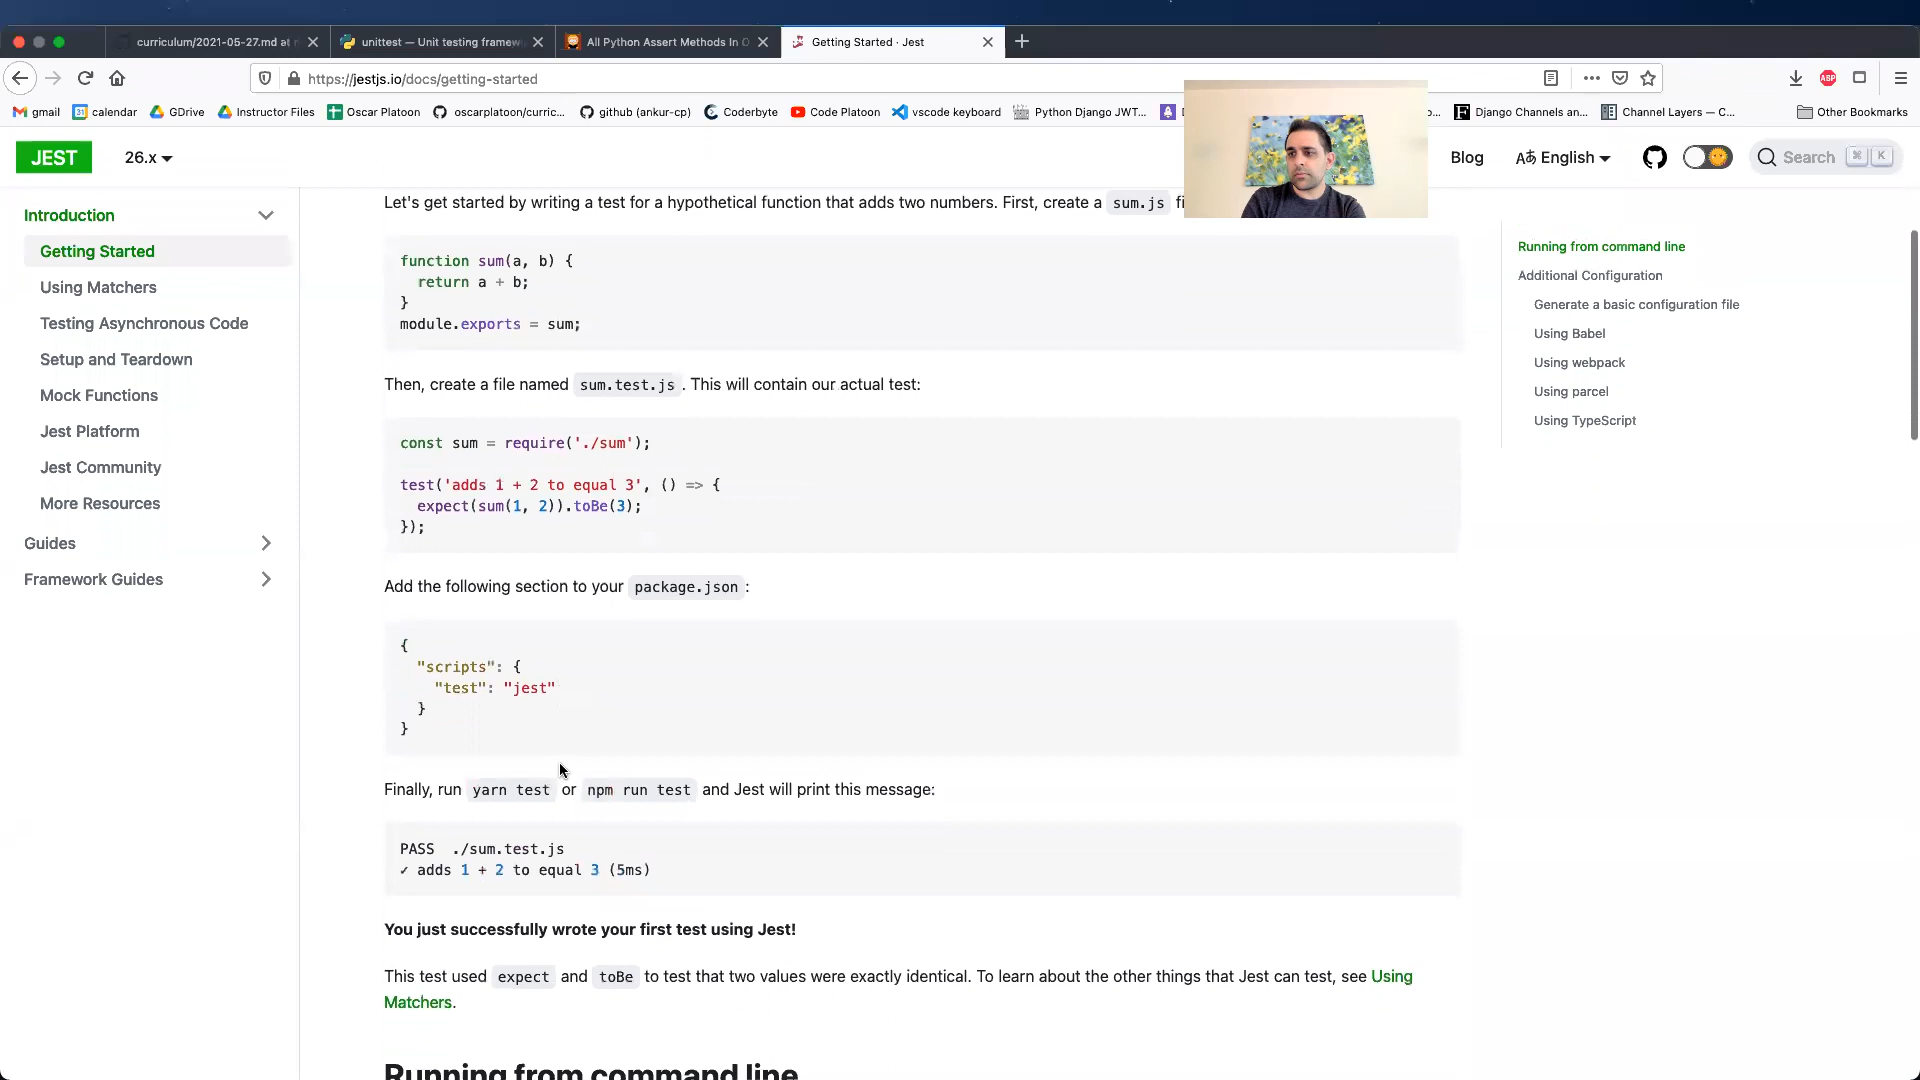 curriculum/2021-05-27.md at
unittest — Unit testing framew
All Python Assert Methods In O
Getting Started · Jest
https://jestjs.io/docs/getting-started
ABP
gmail
calendar
GDrive
Instructor Files
Oscar Platoon
oscarplatoon/curric...
github (ankur-cp)
Coderbyte
Code Platoon
vscode keyboard
Python Django JWT...
Django Channels an...
Channel Layers — C...
Other Bookmarks
JEST
26.x
Blog
English
Search ⌘ K
Introduction
Getting Started
Using Matchers
Testing Asynchronous Code
Setup and Teardown
Mock Functions
Jest Platform
Jest Community
More Resources
Guides
Framework Guides
Let's get started by writing a test for a hypothetical function that adds two numbers. First, create a sum.js fi
function sum(a, b) {
return a + b;
}
module.exports = sum;
Then, create a file named sum.test.js. This will contain our actual test:
const sum = require('./sum');
test('adds 1 + 2 to equal 3', () => {
expect(sum(1, 2)).toBe(3);
});
Add the following section to your package.json:
{
"scripts": {
"test": "jest"
}
}
Finally, run yarn test or npm run test and Jest will print this message:
PASS ./sum.test.js
✓ adds 1 + 2 to equal 3 (5ms)
You just successfully wrote your first test using Jest!
This test used expect and toBe to test that two values were exactly identical. To learn about the other things that Jest can test, see Using
Matchers.
Running from command line
Running from command line
Additional Configuration
Generate a basic configuration file
Using Babel
Using webpack
Using parcel
Using TypeScript